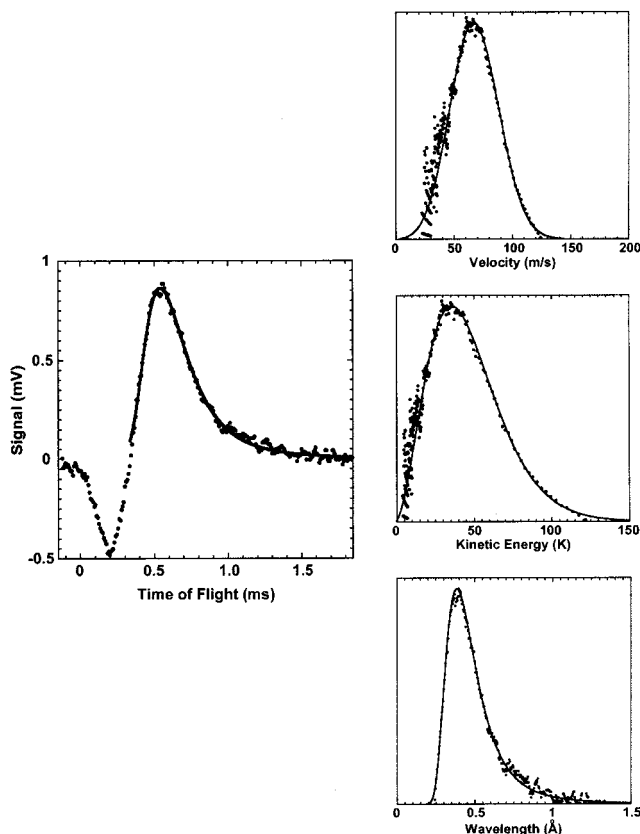 0 50 100 150 200
Velocity (m/s)
1
0.5
0
-0.5
Signal (mV)
0 0.5 1.0 1.5
Time of Flight (ms)
0 50 100 150
Kinetic Energy (K)
0 0.5 1 1.5
Wavelength (Å)